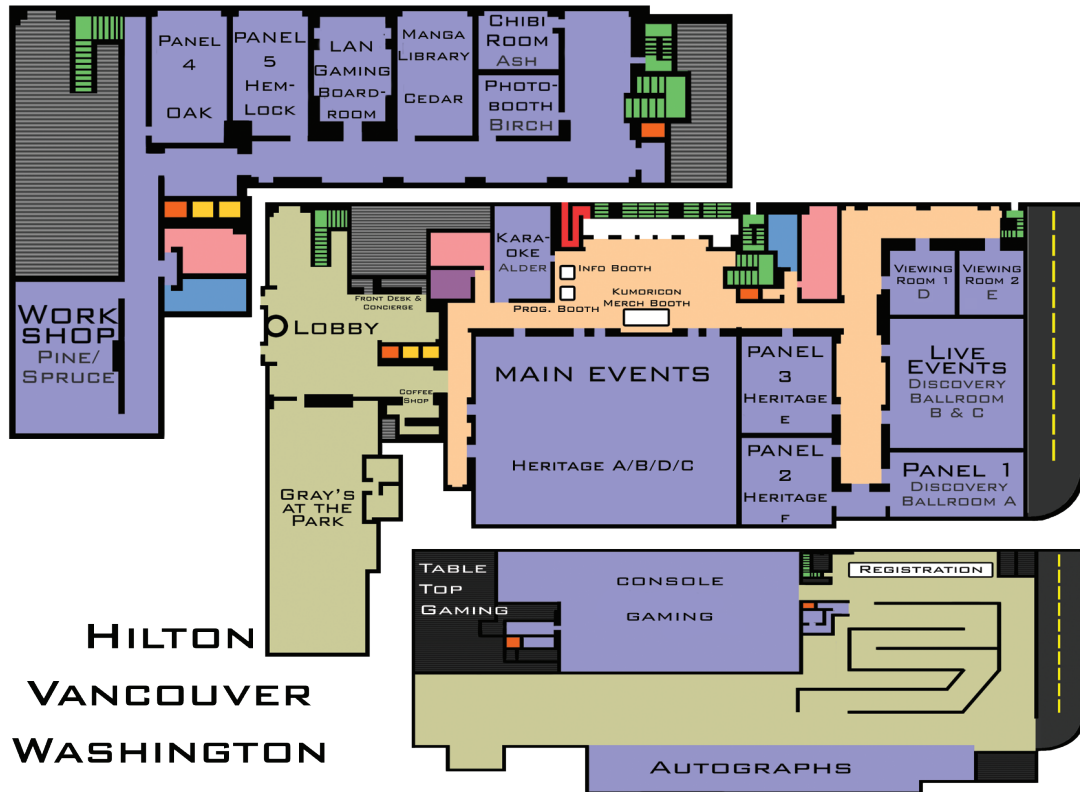 PANEL
4
OAK
PANEL
5
HEM-
LOCK
LAN
GAMING
BOARD-
ROOM
MANGA
LIBRARY
CEDAR
CHIBI
ROOM
ASH
PHOTO-
BOOTH
BIRCH
WORK
SHOP
PINE/
SPRUCE
FRONT DESK &
CONCIERGE
LOBBY
COFFEE
SHOP
GRAY'S
AT THE
PARK
KARA-
OKE
ALDER
INFO BOOTH
PROG. BOOTH
KUMORICON
MERCH BOOTH
MAIN EVENTS
HERITAGE A/B/D/C
PANEL
3
HERITAGE
E
PANEL
2
HERITAGE
F
VIEWING
ROOM 1
D
VIEWING
ROOM 2
E
LIVE
EVENTS
DISCOVERY
BALLROOM
B & C
PANEL 1
DISCOVERY
BALLROOM A
TABLE
TOP
GAMING
CONSOLE
GAMING
REGISTRATION
AUTOGRAPHS
HILTON
VANCOUVER
WASHINGTON